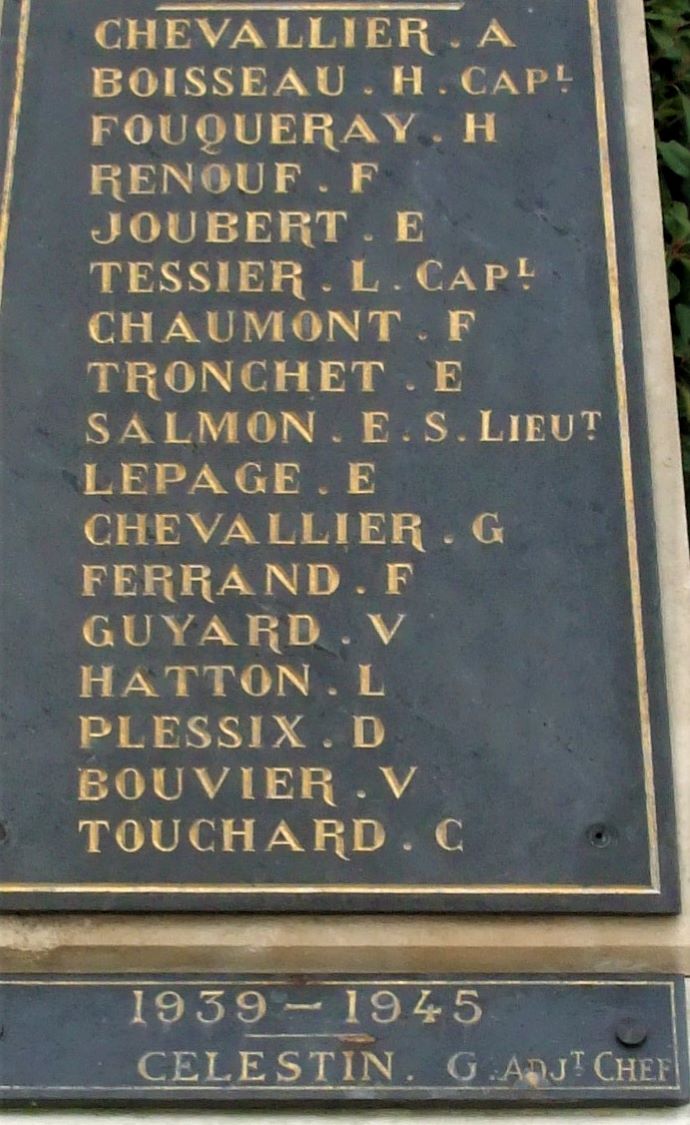 CHEVALLIER . A
BOISSEAU . H . CAPL.
FOUQUERAY . H
RENOUF . F
JOUBERT . E
TESSIER . L . CAPL.
CHAUMONT . F
TRONCHET . E
SALMON . E . S. LIEUT
LEPAGE . E
CHEVALLIER . G
FERRAND . F
GUYARD . V
HATTON . L
PLESSIX . D
BOUVIER . V
TOUCHARD . C
1939 – 1945
CELESTIN . G . ADJT CHEF